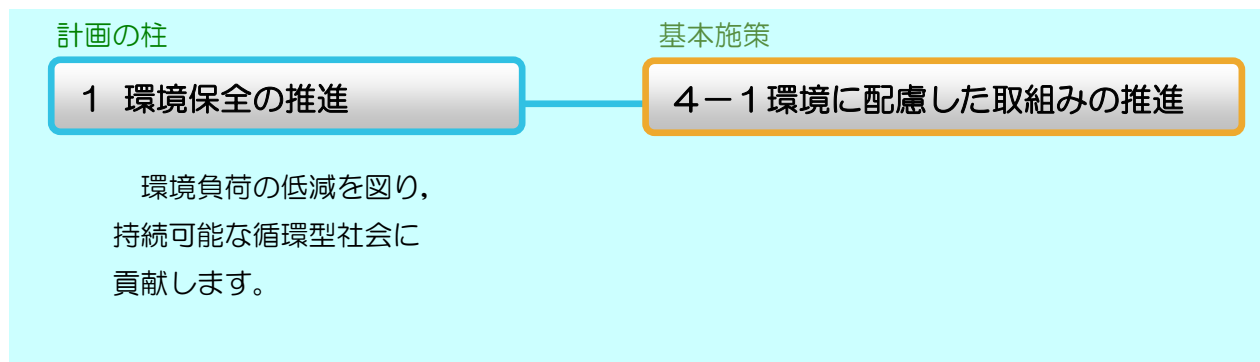 計画の柱
基本施策
１ 環境保全の推進
４－１環境に配慮した取組みの推進
環境負荷の低減を図り，
持続可能な循環型社会に
貢献します。